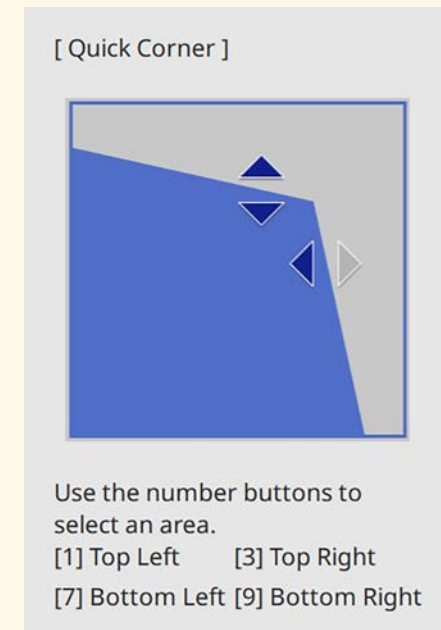 [ Quick Corner ]
Use the number buttons to
select an area.
[1] Top Left [3] Top Right
[7] Bottom Left [9] Bottom Right